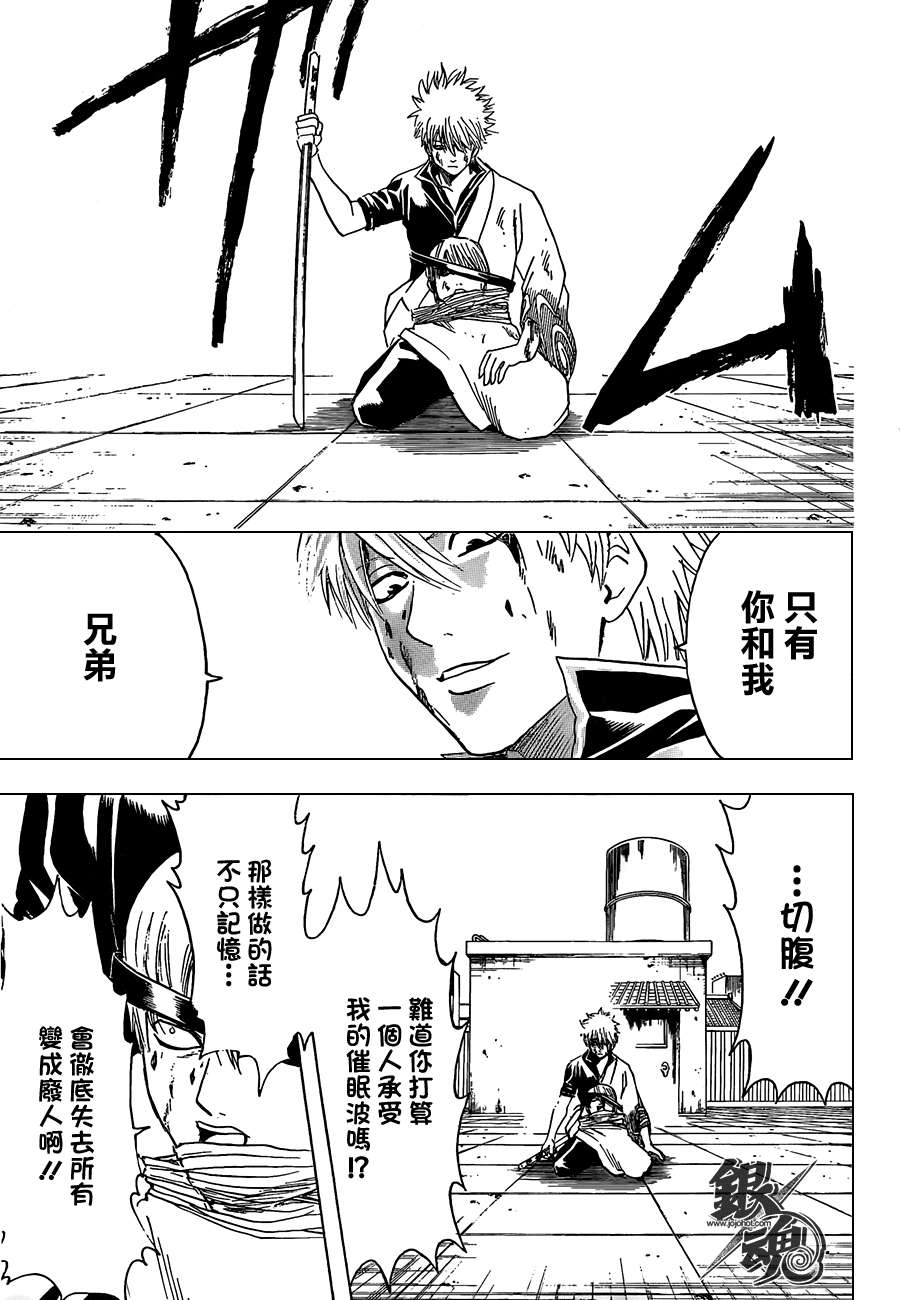 只有
你和我
兄弟
…切腹!!
難道你打算
一個人承受
我的催眠波嗎!?
那樣做的話
不只記憶…
會徹底失去所有
變成廢人啊!!
銀魂
www.jojohot.com